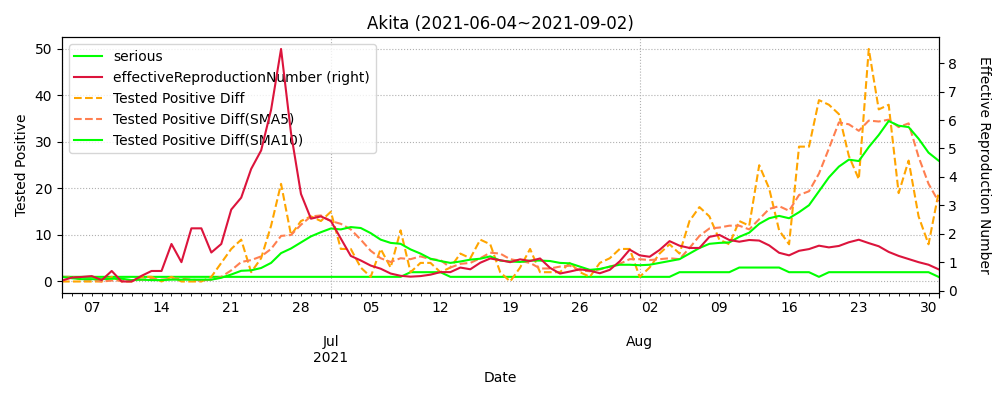 Akita (2021-06-04~2021-09-02)
serious
effectiveReproductionNumber (right)
Tested Positive Diff
Tested Positive Diff(SMA5)
Tested Positive Diff(SMA10)
Tested Positive
50
40
30
20
10
0
Effective Reproduction Number
8
7
6
5
4
3
2
1
0
07 14 21 28 05 12 19 26 02 09 16 23 30
Jul Aug
2021
Date